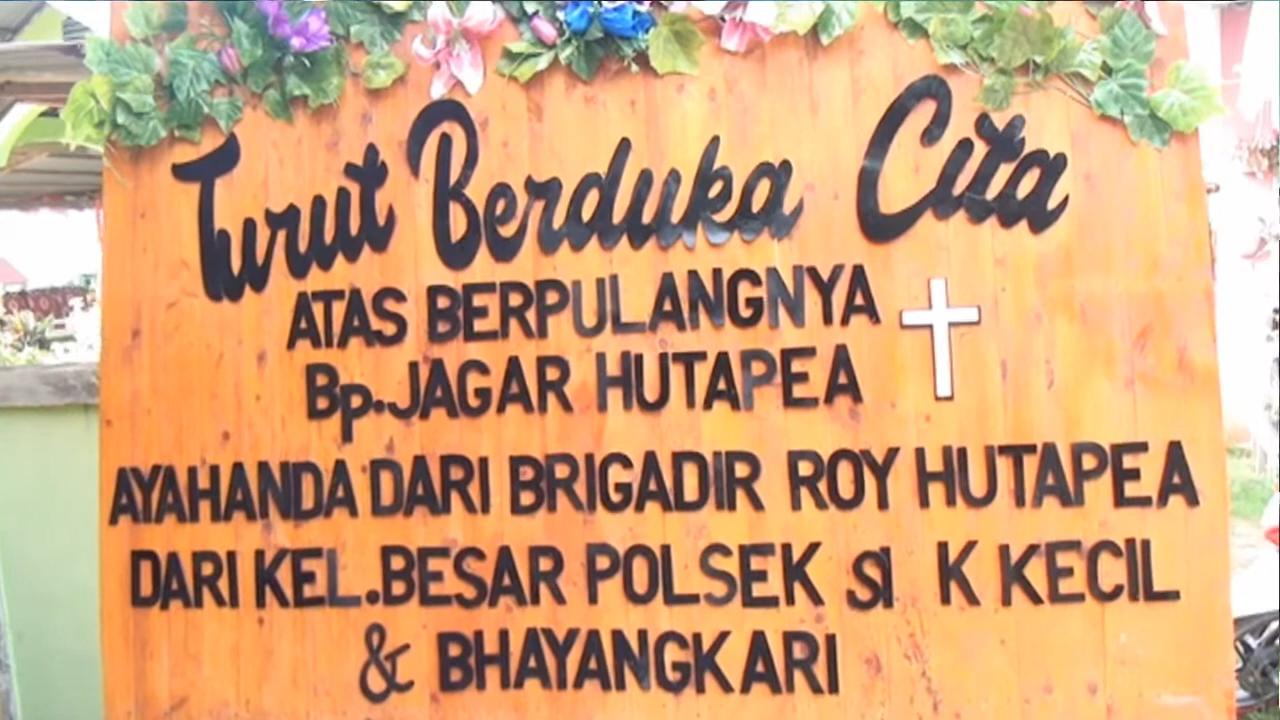 Turut Berduka Cita
ATAS BERPULANGNYA
Bp.JAGAR HUTAPEA
AYAHANDA DARI BRIGADIR ROY HUTAPEA
DARI KEL.BESAR POLSEK SI K KECIL
& BHAYANGKARI